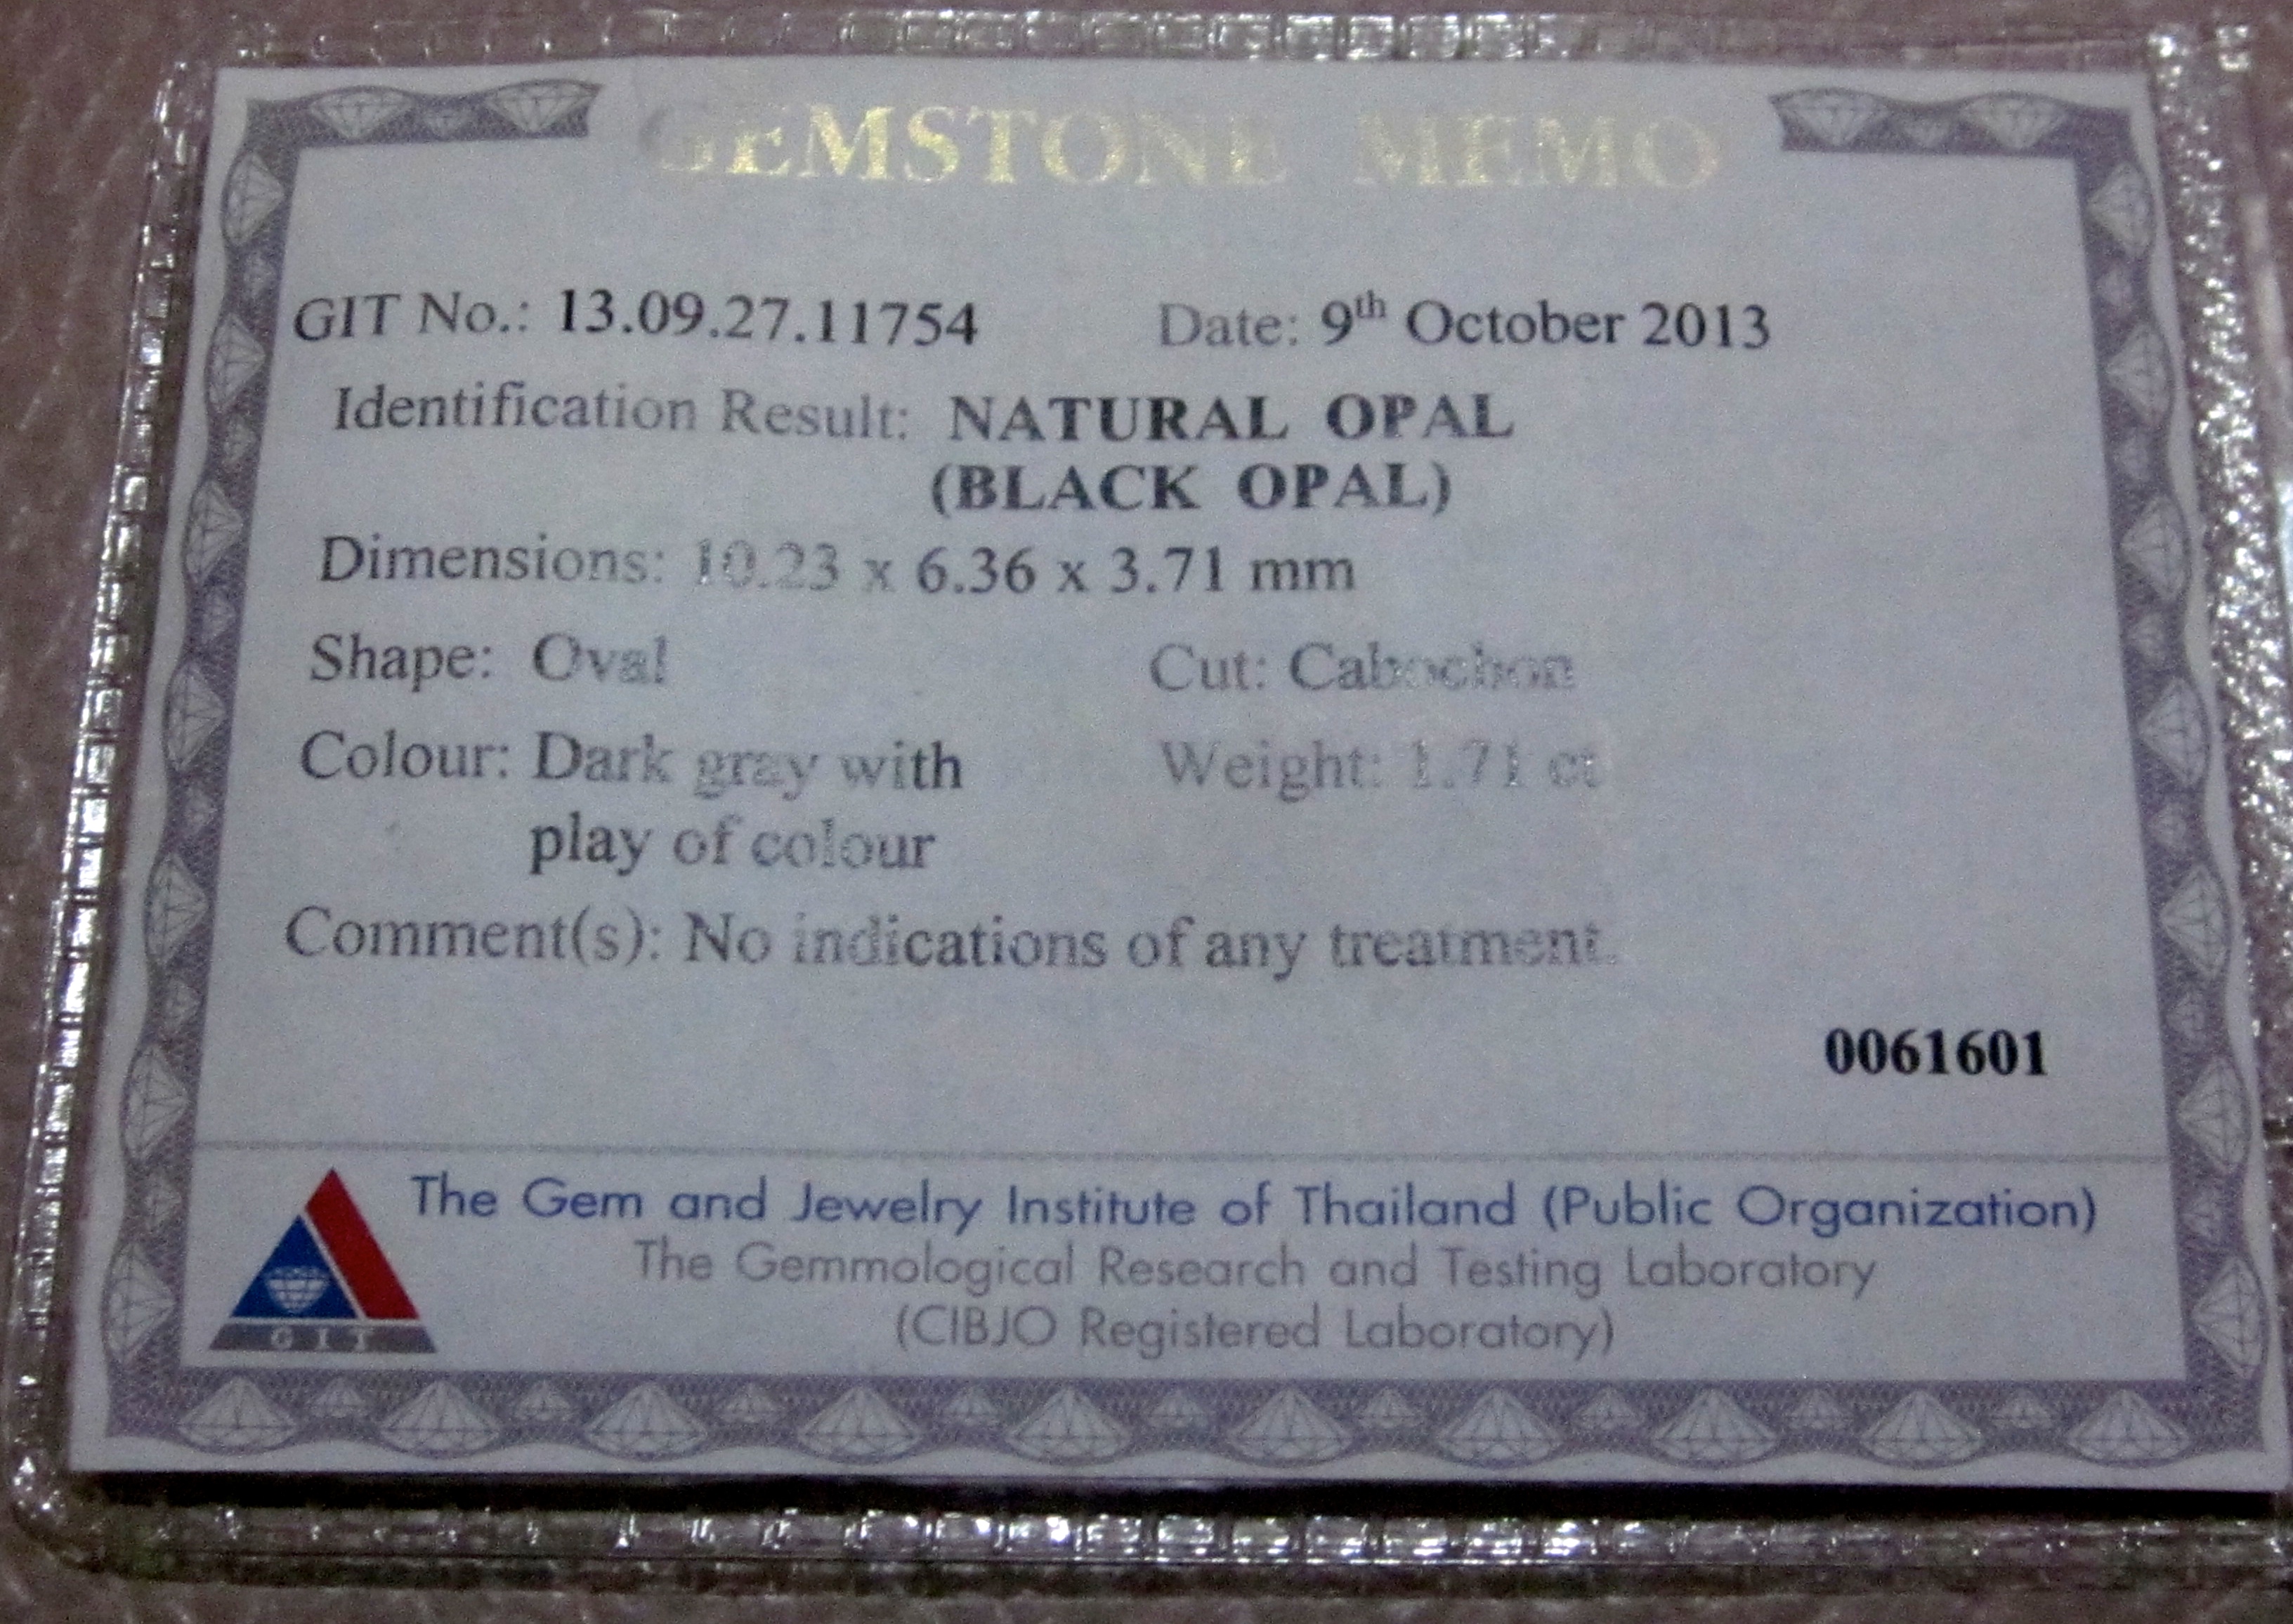 GEMSTONE MEMO
GIT No.: 13.09.27.11754 Date: 9th October 2013
Identification Result: NATURAL OPAL
(BLACK OPAL)
Dimensions: 10.23 x 6.36 x 3.71 mm
Shape: Oval Cut: Cabochon
Colour: Dark gray with Weight: 1.71 ct
play of colour
Comment(s): No indications of any treatment.
0061601
The Gem and Jewelry Institute of Thailand (Public Organization)
The Gemmological Research and Testing Laboratory
(CIBJO Registered Laboratory)
GIT